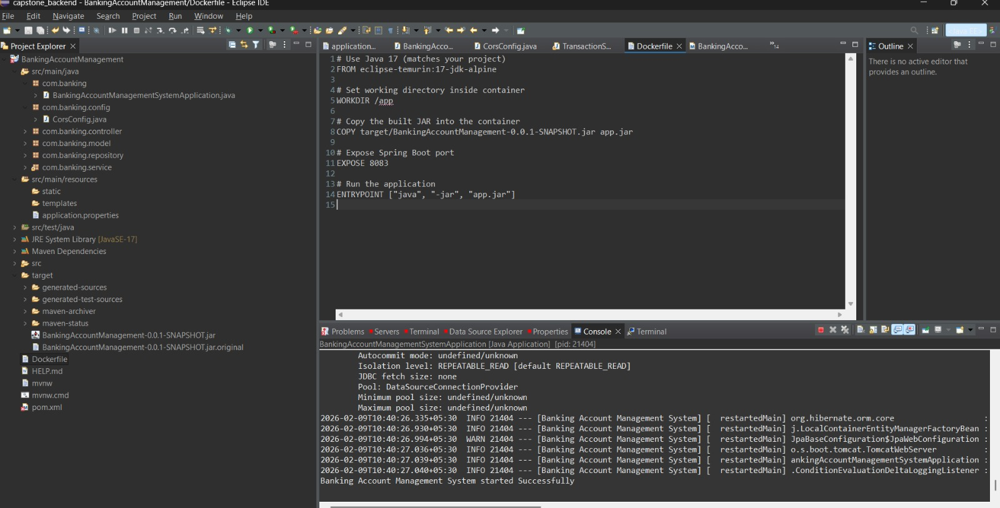 capstone_backend - BankingAccountManagement/Dockerfile - Eclipse IDE
File Edit Navigate Search Project Run Window Help
Project Explorer
BankingAccountManagement
src/main/java
com.banking
BankingAccountManagementSystemApplication.java
com.banking.config
CorsConfig.java
com.banking.controller
com.banking.model
com.banking.repository
com.banking.service
src/main/resources
static
templates
application.properties
src/test/java
JRE System Library [JavaSE-17]
Maven Dependencies
src
target
generated-sources
generated-test-sources
maven-archiver
maven-status
BankingAccountManagement-0.0.1-SNAPSHOT.jar
BankingAccountManagement-0.0.1-SNAPSHOT.jar.original
Dockerfile
HELP.md
mvnw
mvnw.cmd
pom.xml
application... BankingAcco... CorsConfig.java TransactionS... Dockerfile BankingAcco... »14
1 # Use Java 17 (matches your project)
2 FROM eclipse-temurin:17-jdk-alpine
3
4 # Set working directory inside container
5 WORKDIR /app
6
7 # Copy the built JAR into the container
8 COPY target/BankingAccountManagement-0.0.1-SNAPSHOT.jar app.jar
9
10 # Expose Spring Boot port
11 EXPOSE 8083
12
13 # Run the application
14 ENTRYPOINT ["java", "-jar", "app.jar"]
15
Outline
There is no active editor that
provides an outline.
Problems Servers Terminal Data Source Explorer Properties Console Terminal
BankingAccountManagementSystemApplication [Java Application] [pid: 21404]
Autocommit mode: undefined/unknown
Isolation level: REPEATABLE_READ [default REPEATABLE_READ]
JDBC fetch size: none
Pool: DataSourceConnectionProvider
Minimum pool size: undefined/unknown
Maximum pool size: undefined/unknown
2026-02-09T10:40:26.335+05:30 INFO 21404 --- [Banking Account Management System] [ restartedMain] org.hibernate.orm.core :
2026-02-09T10:40:26.930+05:30 INFO 21404 --- [Banking Account Management System] [ restartedMain] j.LocalContainerEntityManagerFactoryBean :
2026-02-09T10:40:26.994+05:30 WARN 21404 --- [Banking Account Management System] [ restartedMain] JpaBaseConfiguration$JpaWebConfiguration :
2026-02-09T10:40:27.036+05:30 INFO 21404 --- [Banking Account Management System] [ restartedMain] o.s.boot.tomcat.TomcatWebServer :
2026-02-09T10:40:27.039+05:30 INFO 21404 --- [Banking Account Management System] [ restartedMain] ankingAccountManagementSystemApplication :
2026-02-09T10:40:27.040+05:30 INFO 21404 --- [Banking Account Management System] [ restartedMain] .ConditionEvaluationDeltaLoggingListener :
Banking Account Management System started Successfully